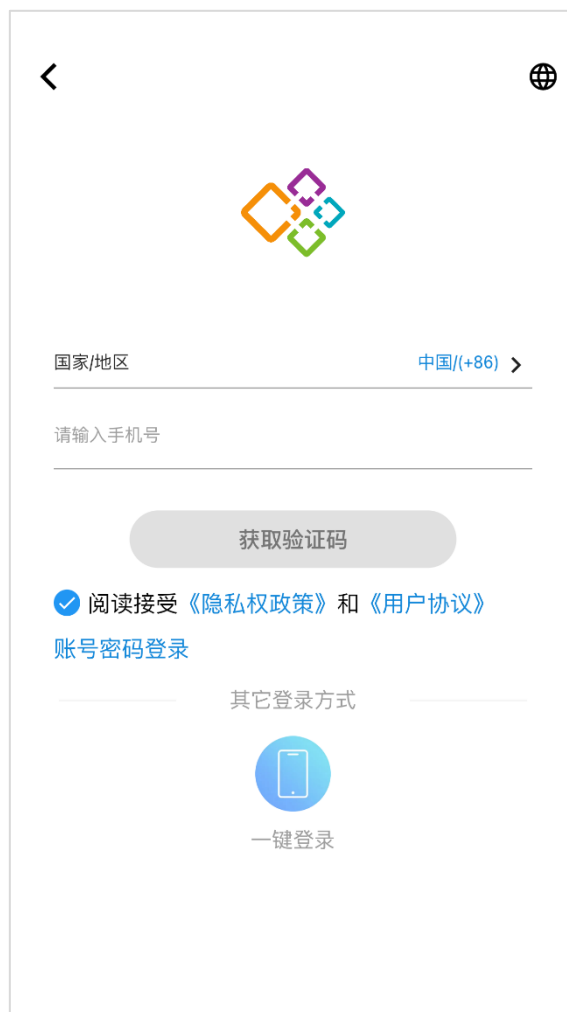 国家/地区 中国/(+86)
请输入手机号
获取验证码
阅读接受《隐私权政策》和《用户协议》
账号密码登录
其它登录方式
一键登录